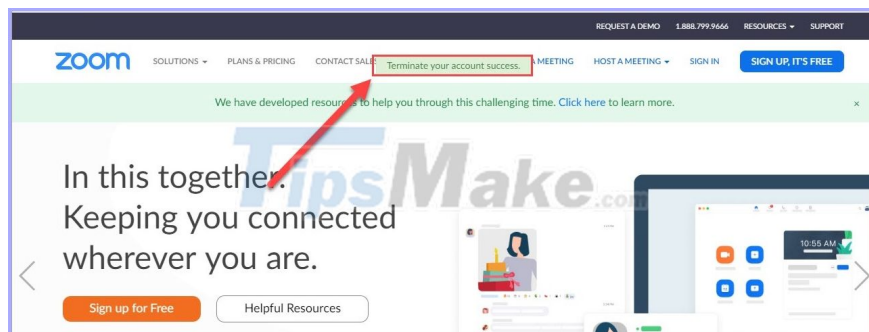 REQUEST A DEMO 1.888.799.9666 RESOURCES SUPPORT
zoom SOLUTIONS PLANS & PRICING CONTACT SALES Terminate your account success. A MEETING HOST A MEETING SIGN IN SIGN UP, IT'S FREE
We have developed resources to help you through this challenging time. Click here to learn more. ×
TipsMake.com
In this together.
Keeping you connected
wherever you are.
10:55 AM
Sign up for Free Helpful Resources